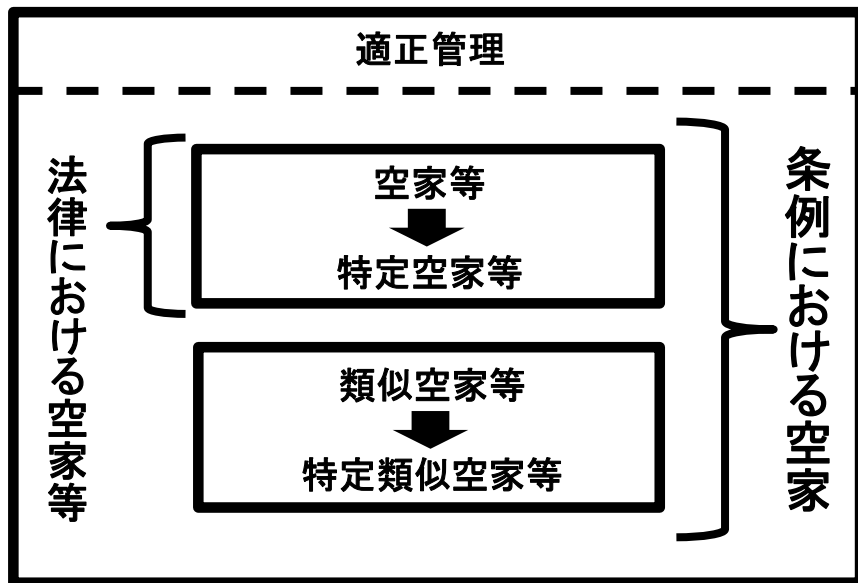 適正管理
法律における空家等
空家等
特定空家等
類似空家等
特定類似空家等
条例における空家